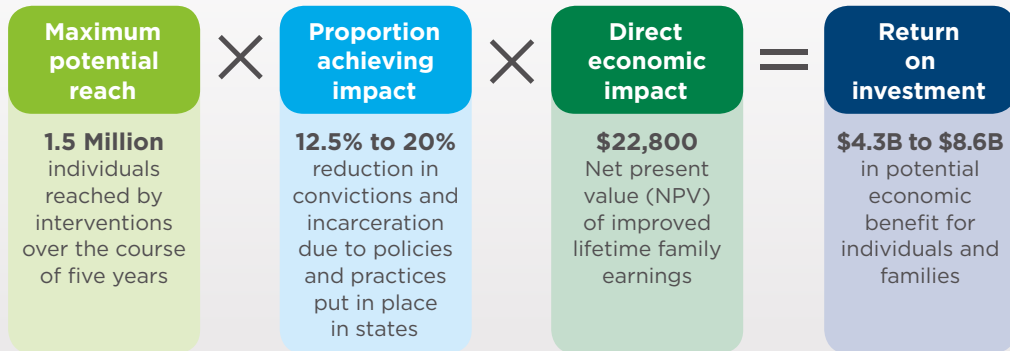 Maximum
potential
reach
×
Proportion
achieving
impact
×
Direct
economic
impact
=
Return
on
investment
1.5 Million
individuals
reached by
interventions
over the course
of five years
12.5% to 20%
reduction in
convictions and
incarceration
due to policies
and practices
put in place
in states
$22,800
Net present
value (NPV)
of improved
lifetime family
earnings
$4.3B to $8.6B
in potential
economic
benefit for
individuals and
families